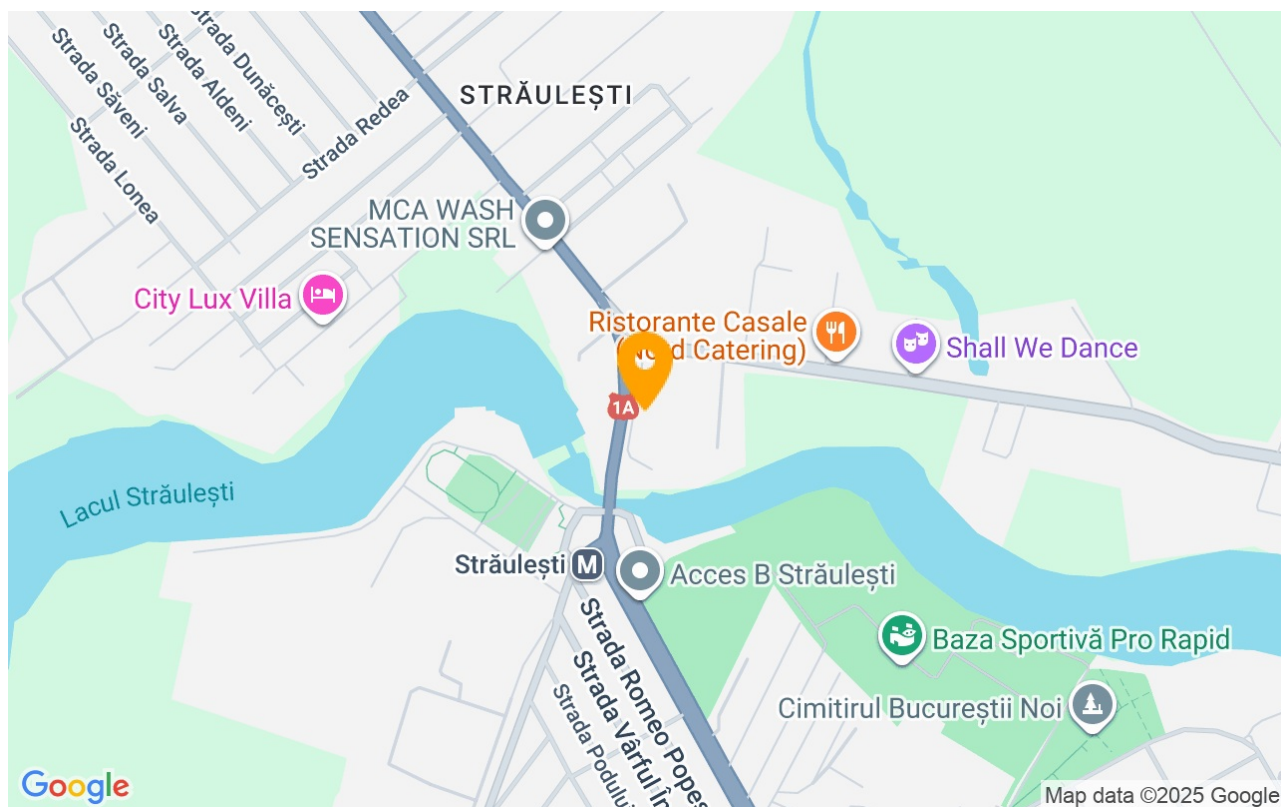 Strada Dunăcești
STRĂULEȘTI
Strada Săveni
Strada Salva
Strada Aldeni
Strada Redea
Strada Lonea
MCA WASH
SENSATION SRL
City Lux Villa
Ristorante Casale
Catering)
Shall We Dance
1A
Lacul Străulești
Străulești M
Acces B Străulești
Strada Romeo Popes
Strada Vârful În
Strada Podului
Baza Sportivă Pro Rapid
Cimitirul Bucureștii Noi
Google
Map data ©2025 Google